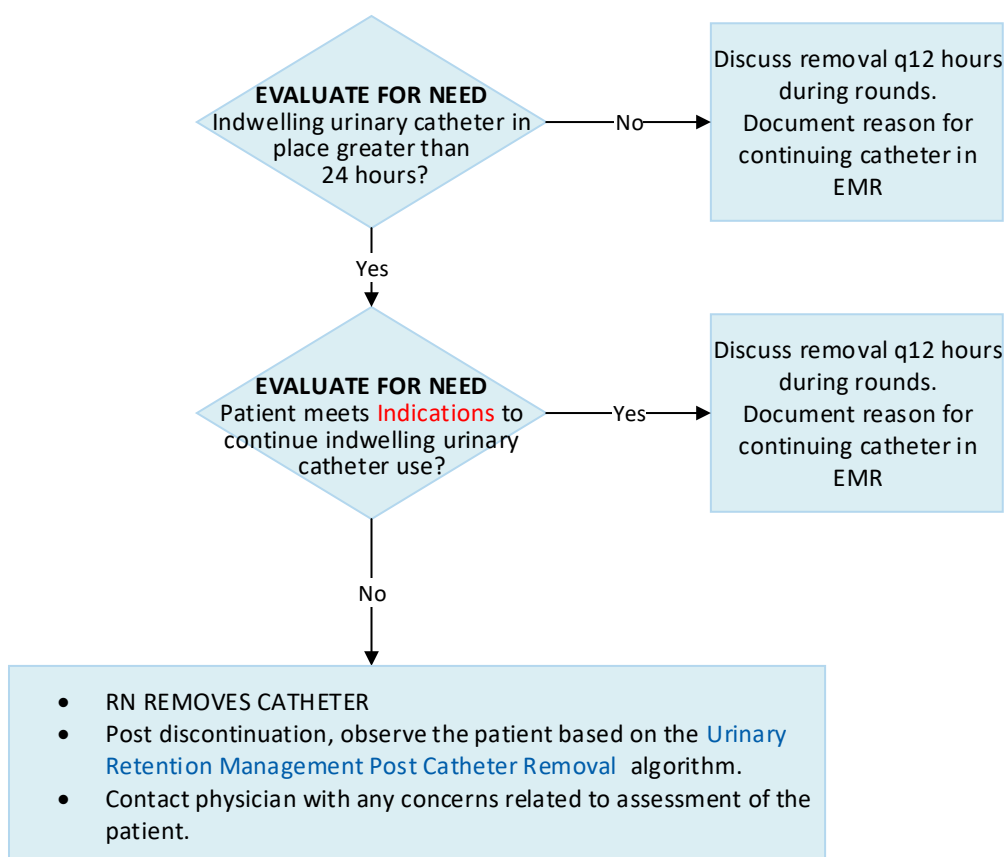 EVALUATE FOR NEED
Indwelling urinary catheter in
place greater than
24 hours?
No
Discuss removal q12 hours
during rounds.
Document reason for
continuing catheter in
EMR
Yes
EVALUATE FOR NEED
Patient meets Indications to
continue indwelling urinary
catheter use?
Yes
Discuss removal q12 hours
during rounds.
Document reason for
continuing catheter in
EMR
No
• RN REMOVES CATHETER
• Post discontinuation, observe the patient based on the Urinary
Retention Management Post Catheter Removal algorithm.
• Contact physician with any concerns related to assessment of the
patient.